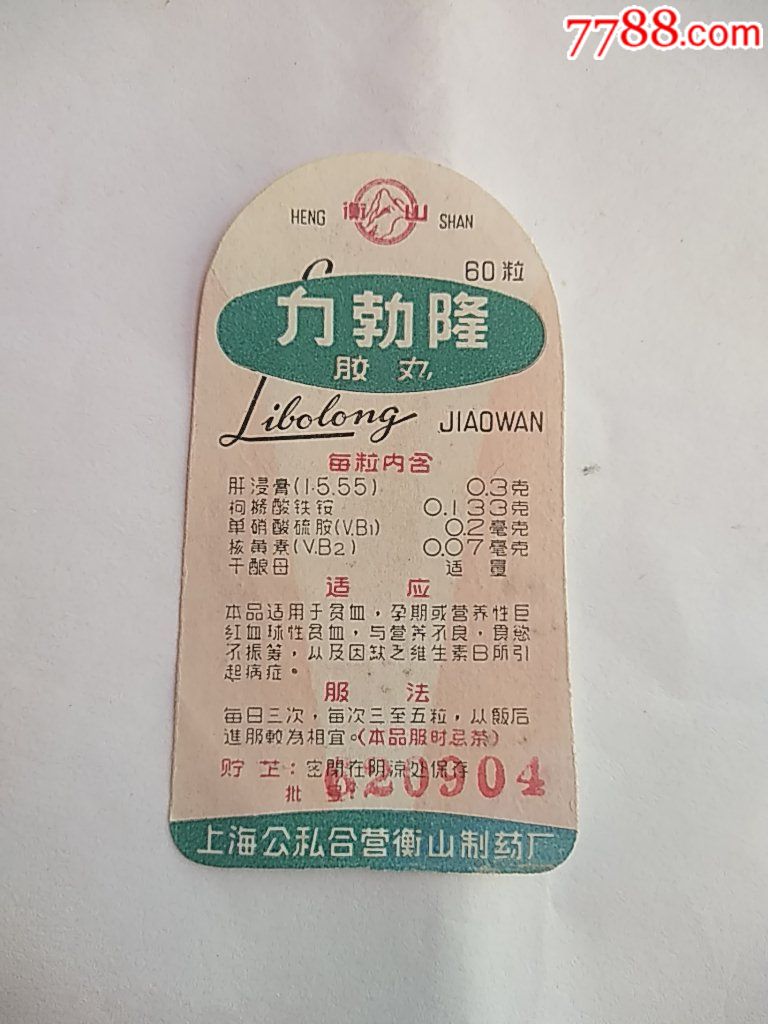 7788.com
HENG 衡山 SHAN
60粒
力勃隆
胶丸
Libolong JIAOWAN
每粒内含
肝浸膏(1·5.55) 0.3克
枸橼酸铁铵 0.133克
单硝酸硫胺(V.B1) 0.2毫克
核黄素(V.B2) 0.07毫克
干酿母 适量
适应
本品适用于贫血，孕期或营养性巨
红血球性贫血，与营养不良，食慾
不振等，以及因缺乏维生素B所引
起病症。
服法
每日三次，每次三至五粒，从飯后
進服較為相宜。(本品服时忌茶)
贮芷：密閉在阴凉处保存
批号：620904
上海公私合营衡山制药厂